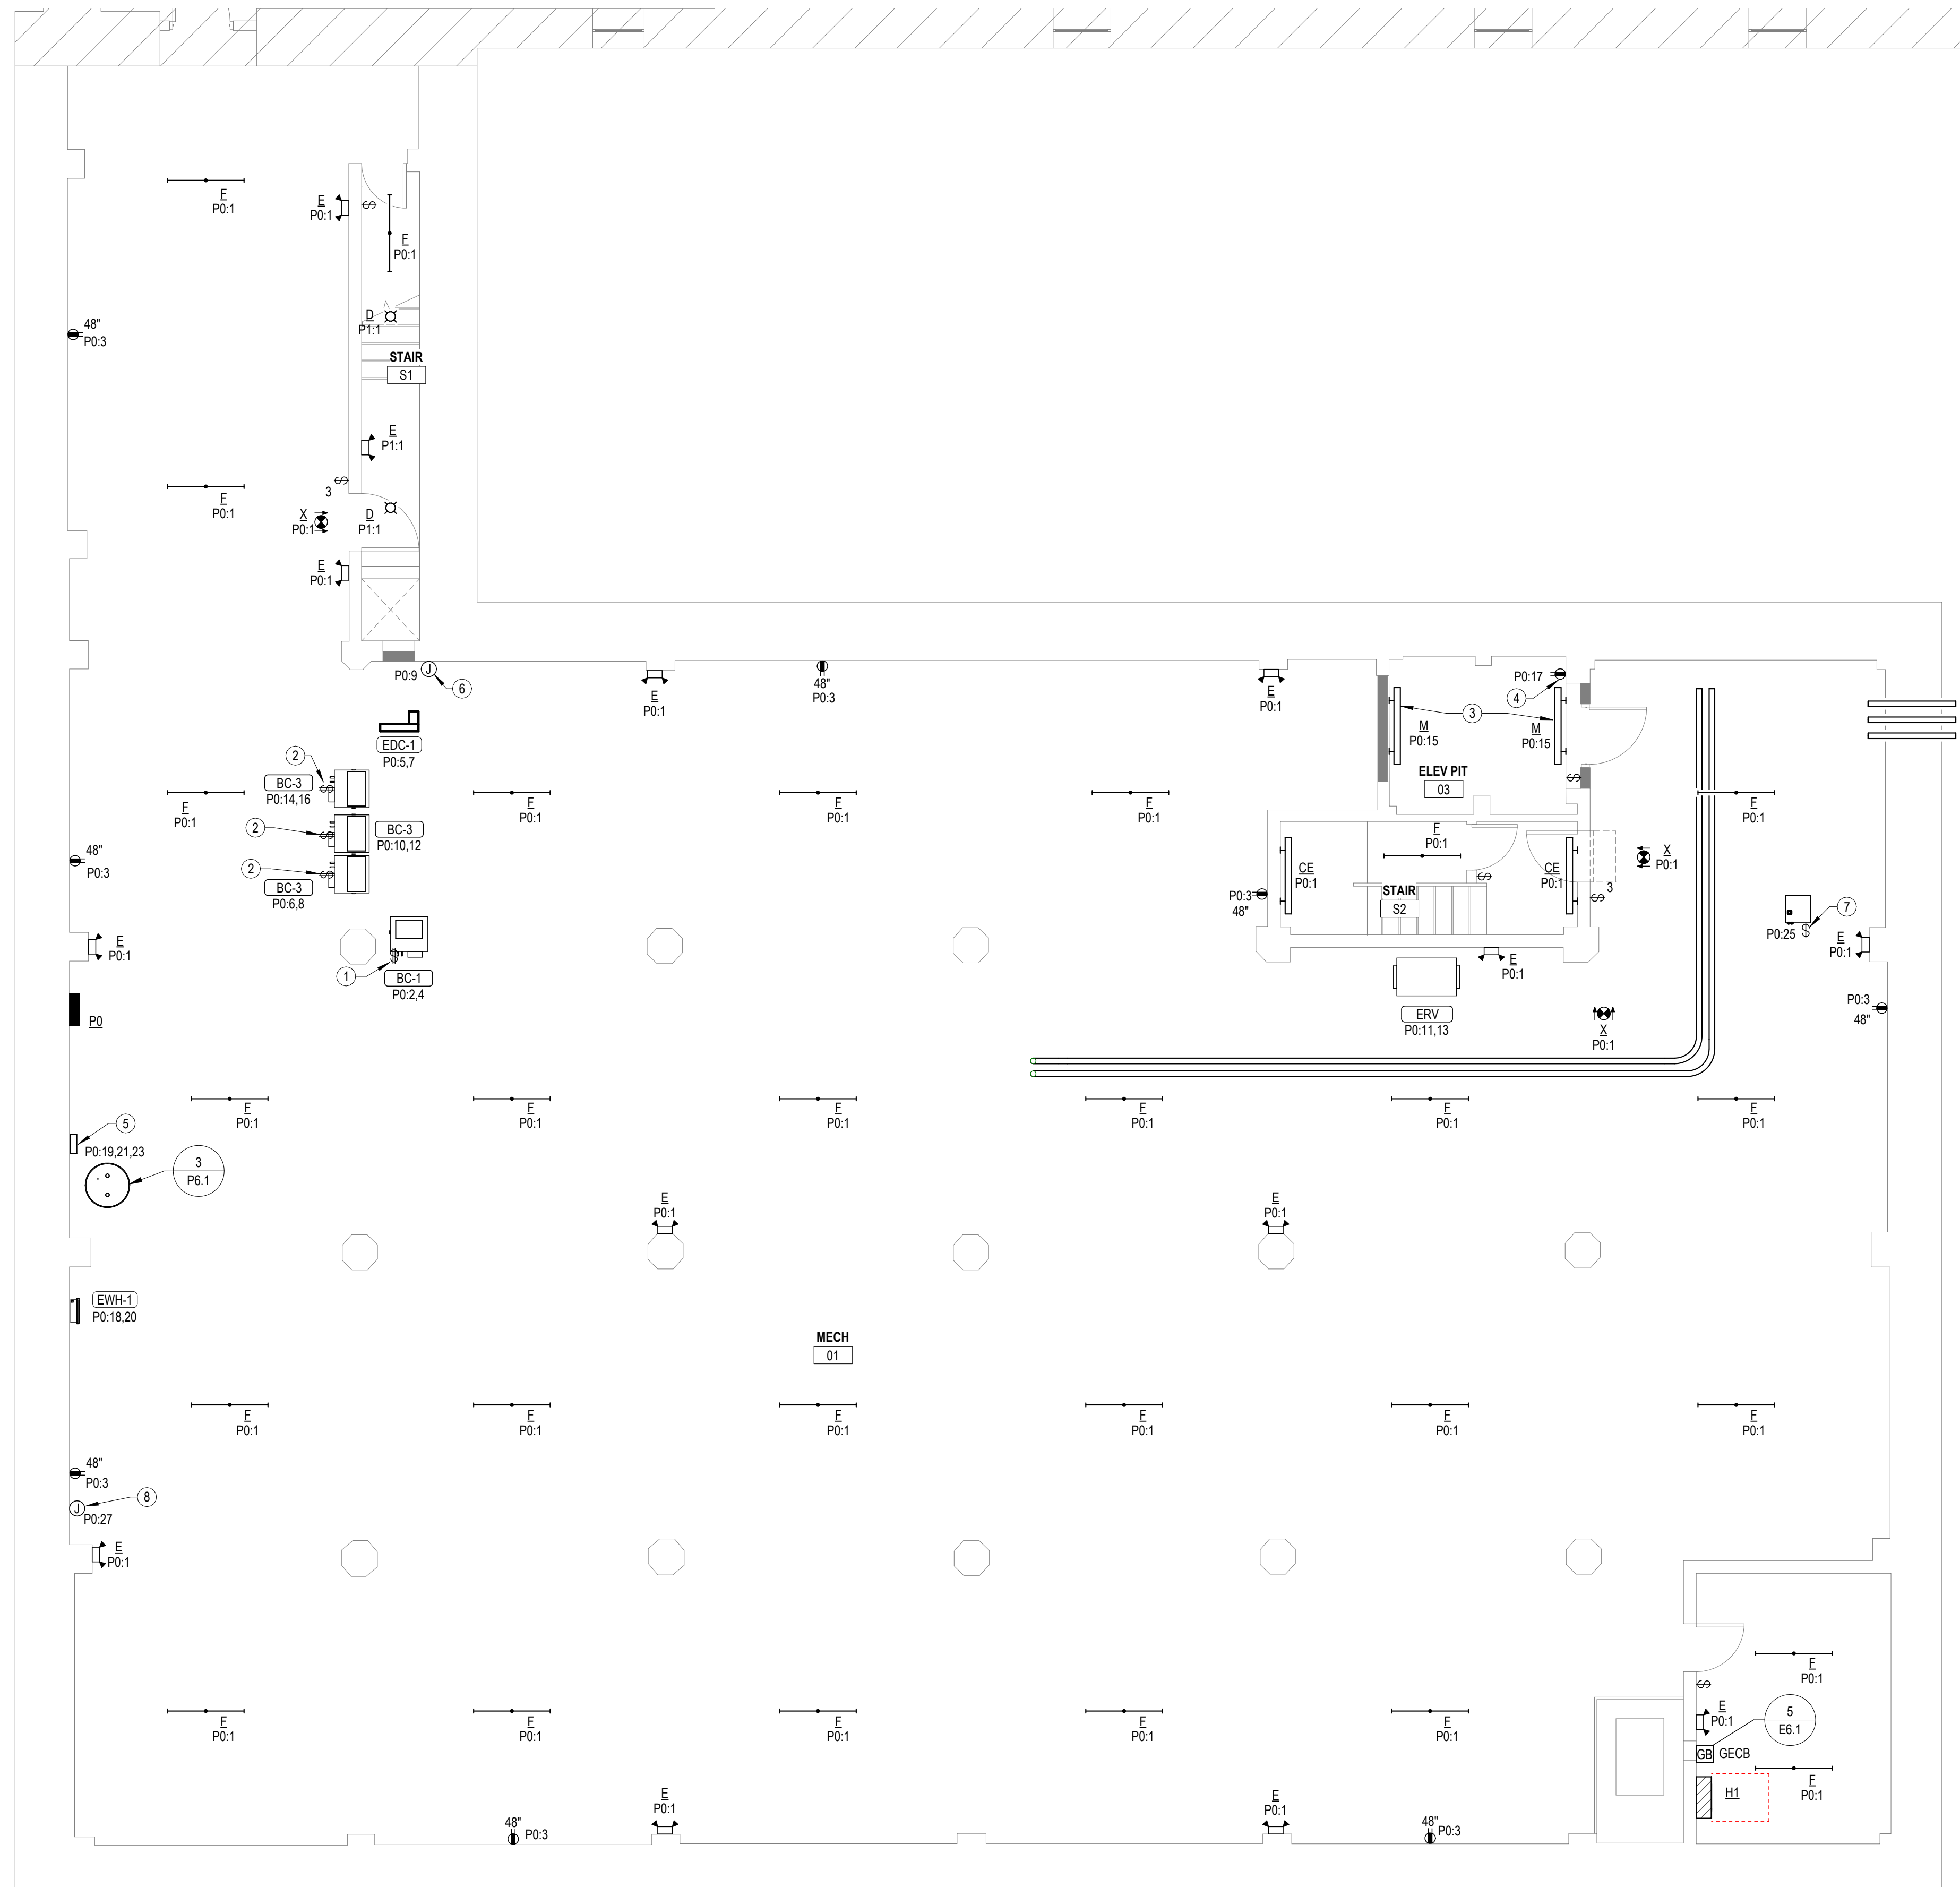 F
P0:1
E
P0:1
F
P0:1
48"
P0:3
D
P1:1
STAIR
S1
E
P1:1
3
F
P0:1
X
P0:1
D
P1:1
E
P0:1
P0:9
J
6
E
P0:1
48"
P0:3
E
P0:1
P0:17
4
3
M
P0:15
M
P0:15
ELEV PIT
03
EDC-1
P0:5,7
2
BC-3
P0:14,16
F
P0:1
F
P0:1
F
P0:1
F
P0:1
F
P0:1
2
BC-3
P0:10,12
F
P0:1
48"
P0:3
2
BC-3
P0:6,8
CE
P0:1
CE
P0:1
X
P0:1
STAIR
S2
P0:3
48"
3
7
P0:25
E
P0:1
E
P0:1
1
BC-1
P0:2,4
E
P0:1
P0
ERV
P0:11,13
X
P0:1
P0:3
48"
F
P0:1
F
P0:1
F
P0:1
F
P0:1
F
P0:1
F
P0:1
5
P0:19,21,23
3
P6.1
E
P0:1
E
P0:1
EWH-1
P0:18,20
MECH
01
F
P0:1
F
P0:1
F
P0:1
F
P0:1
F
P0:1
F
P0:1
48"
P0:3
8
J
P0:27
E
P0:1
F
P0:1
F
P0:1
F
P0:1
F
P0:1
F
P0:1
F
P0:1
E
P0:1
5
E6.1
GB
GECB
F
P0:1
H1
48"
P0:3
E
P0:1
E
P0:1
48"
P0:3